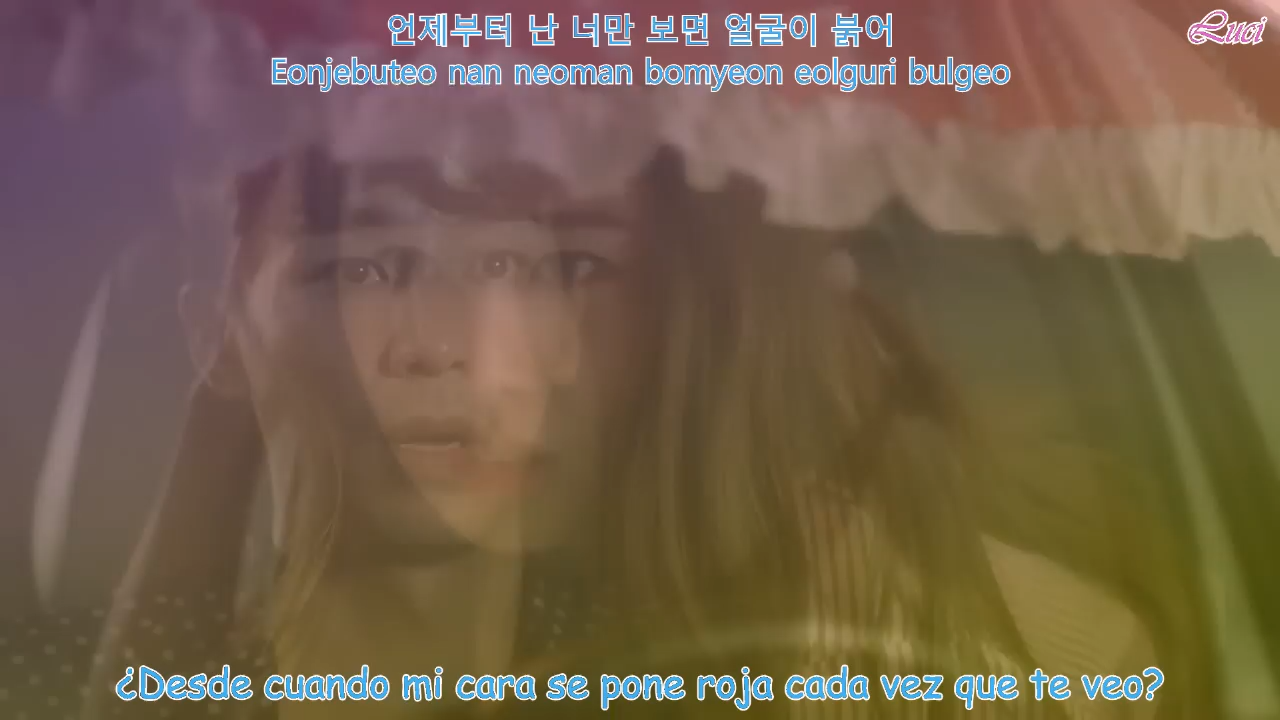 언제부터 난 너만 보면 얼굴이 붉어
Luci
Eonjebuteo nan neoman bomyeon eolguri bulgeo
¿Desde cuando mi cara se pone roja cada vez que te veo?